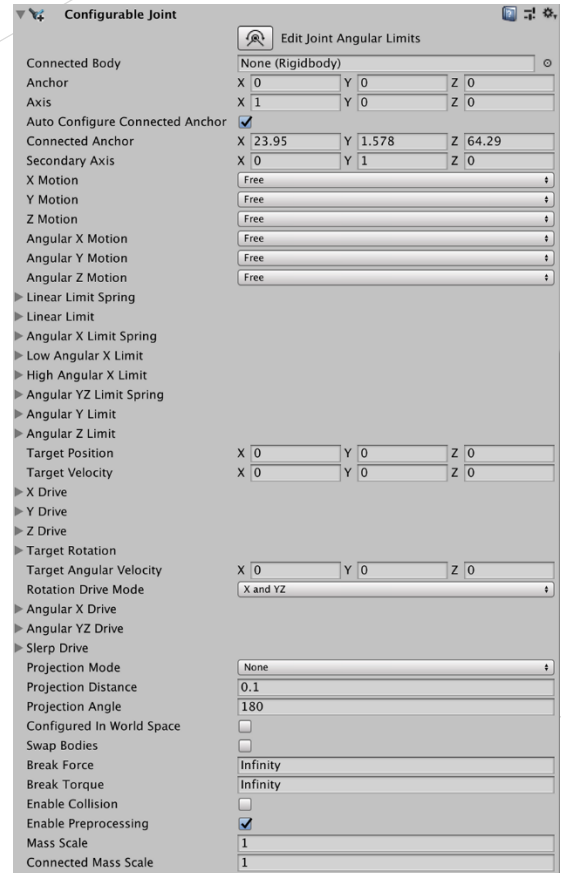 Configurable Joint
Edit Joint Angular Limits
Connected Body None (Rigidbody)
Anchor X 0 Y 0 Z 0
Axis X 1 Y 0 Z 0
Auto Configure Connected Anchor
Connected Anchor X 23.95 Y 1.578 Z 64.29
Secondary Axis X 0 Y 1 Z 0
X Motion Free
Y Motion Free
Z Motion Free
Angular X Motion Free
Angular Y Motion Free
Angular Z Motion Free
Linear Limit Spring
Linear Limit
Angular X Limit Spring
Low Angular X Limit
High Angular X Limit
Angular YZ Limit Spring
Angular Y Limit
Angular Z Limit
Target Position X 0 Y 0 Z 0
Target Velocity X 0 Y 0 Z 0
X Drive
Y Drive
Z Drive
Target Rotation
Target Angular Velocity X 0 Y 0 Z 0
Rotation Drive Mode X and YZ
Angular X Drive
Angular YZ Drive
Slerp Drive
Projection Mode None
Projection Distance 0.1
Projection Angle 180
Configured In World Space
Swap Bodies
Break Force Infinity
Break Torque Infinity
Enable Collision
Enable Preprocessing
Mass Scale 1
Connected Mass Scale 1